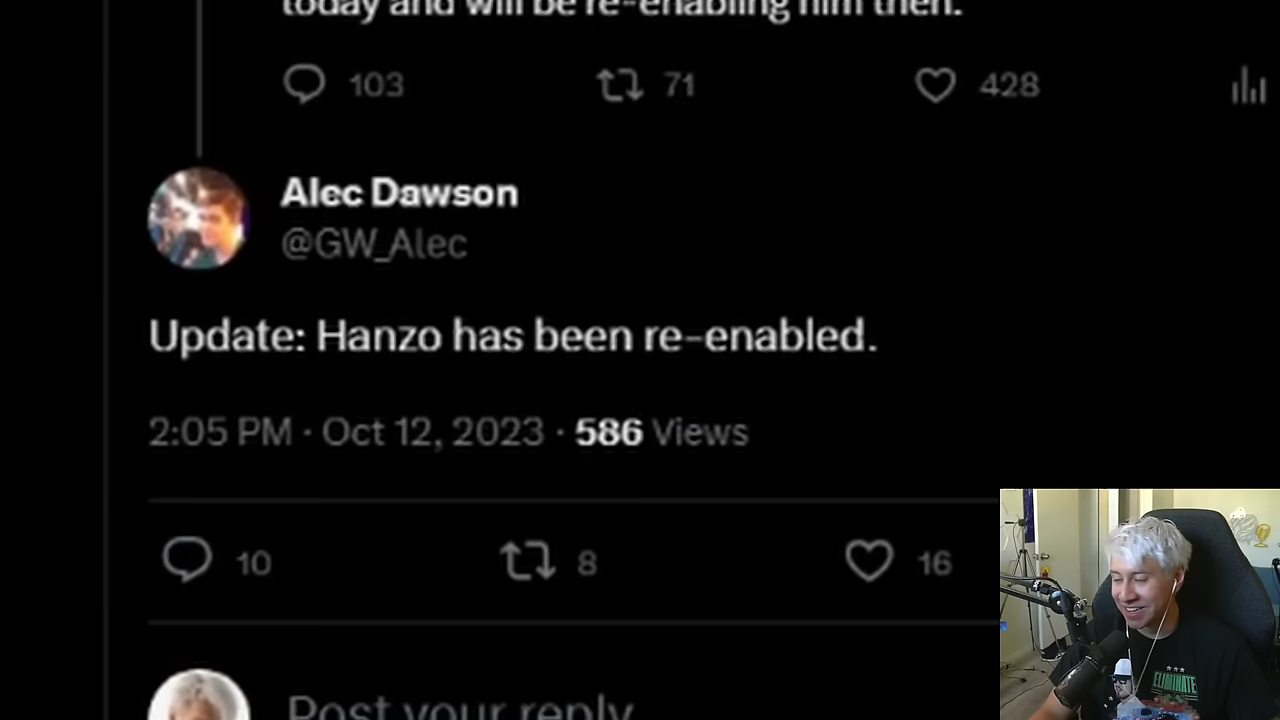 today and will be re-enabling him then.
103 71 428
Alec Dawson
@GW_Alec
Update: Hanzo has been re-enabled.
2:05 PM · Oct 12, 2023 · 586 Views
10 8 16
Post your reply
ELIMINATE